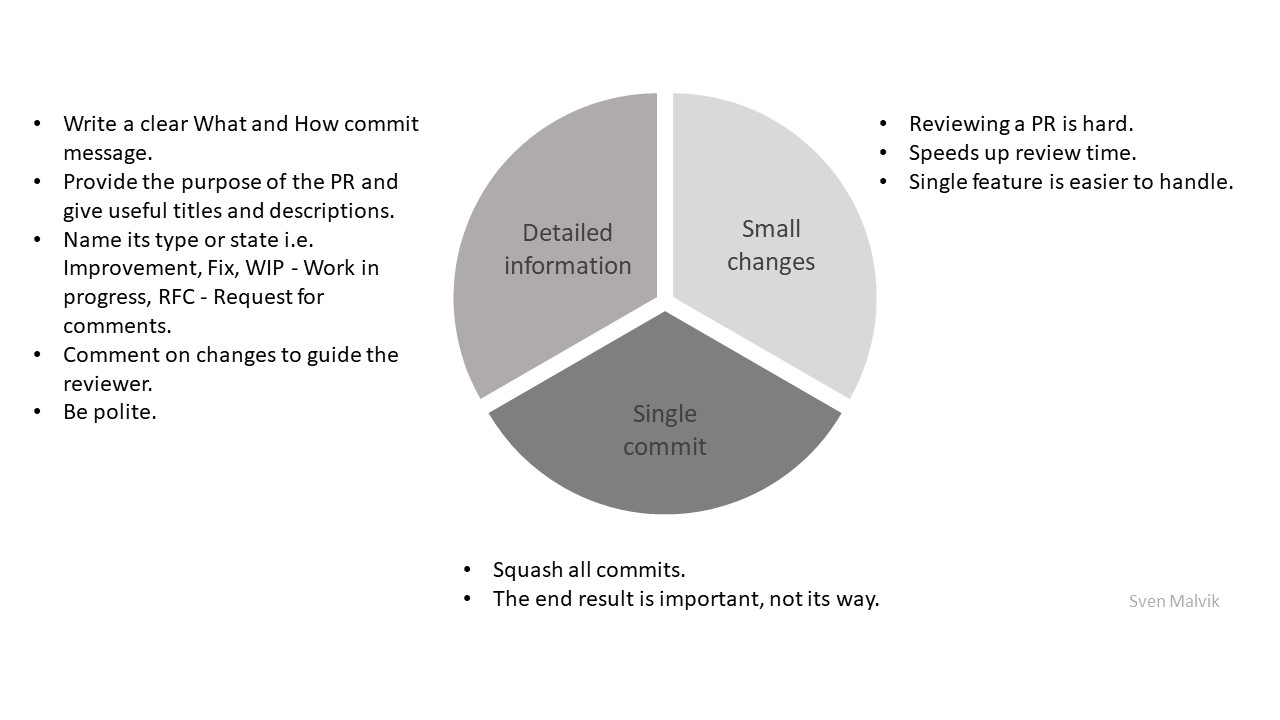 • Write a clear What and How commit
message.
• Provide the purpose of the PR and
give useful titles and descriptions.
• Name its type or state i.e.
Improvement, Fix, WIP - Work in
progress, RFC - Request for
comments.
• Comment on changes to guide the
reviewer.
• Be polite.
Detailed
information
Small
changes
• Reviewing a PR is hard.
• Speeds up review time.
• Single feature is easier to handle.
Single
commit
• Squash all commits.
• The end result is important, not its way.
Sven Malvik